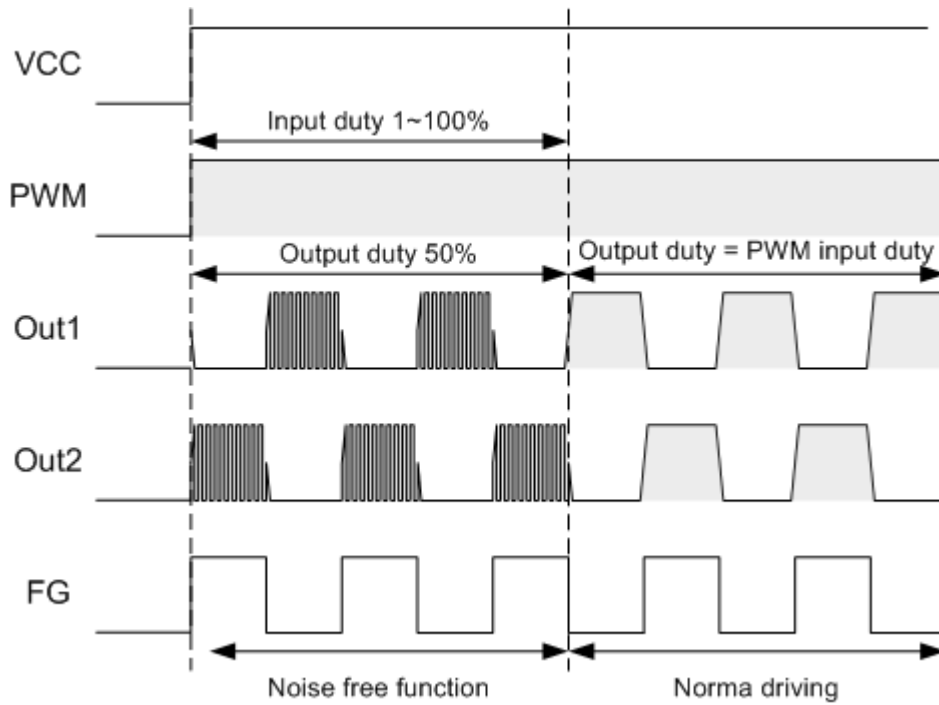 VCC
Input duty 1~100%
PWM
Output duty 50%
Output duty = PWM input duty
Out1
Out2
FG
Noise free function
Norma driving